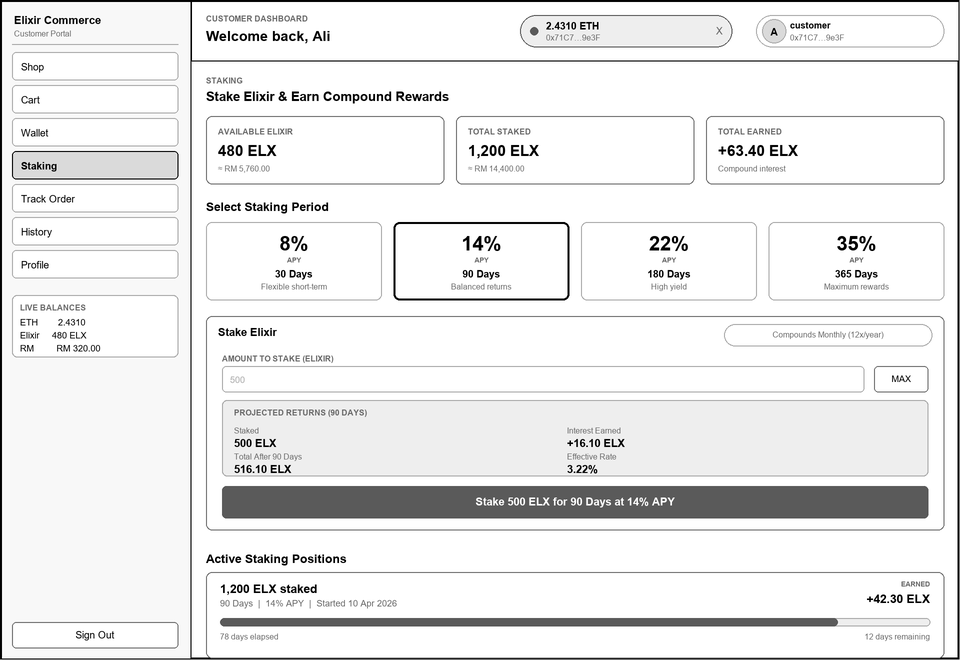 Elixir Commerce
Customer Portal
Shop
Cart
Wallet
Staking
Track Order
History
Profile
LIVE BALANCES
ETH 2.4310
Elixir 480 ELX
RM RM 320.00
Sign Out
CUSTOMER DASHBOARD
Welcome back, Ali
2.4310 ETH
0x71C7...9e3F
X
A
customer
0x71C7...9e3F
STAKING
Stake Elixir & Earn Compound Rewards
AVAILABLE ELIXIR
480 ELX
≈ RM 5,760.00
TOTAL STAKED
1,200 ELX
≈ RM 14,400.00
TOTAL EARNED
+63.40 ELX
Compound interest
Select Staking Period
8%
APY
30 Days
Flexible short-term
14%
APY
90 Days
Balanced returns
22%
APY
180 Days
High yield
35%
APY
365 Days
Maximum rewards
Stake Elixir
Compounds Monthly (12x/year)
AMOUNT TO STAKE (ELIXIR)
500
MAX
PROJECTED RETURNS (90 DAYS)
Staked
500 ELX
Interest Earned
+16.10 ELX
Total After 90 Days
516.10 ELX
Effective Rate
3.22%
Stake 500 ELX for 90 Days at 14% APY
Active Staking Positions
1,200 ELX staked
90 Days | 14% APY | Started 10 Apr 2026
EARNED
+42.30 ELX
78 days elapsed
12 days remaining